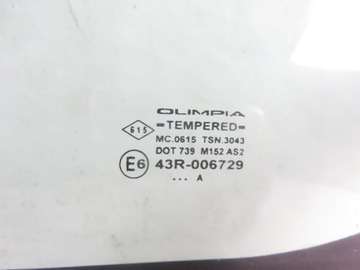 OLIMPIA
615 -TEMPERED-
MC.0615 TSN.3043
DOT 739 M152 AS2
E6 43R-006729
... A